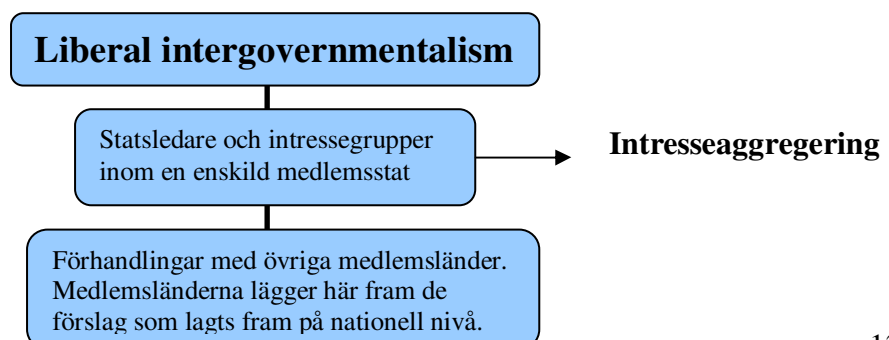 Liberal intergovernmentalism
Statsledare och intressegrupper
inom en enskild medlemsstat
Intresseaggregering
Förhandlingar med övriga medlemsländer.
Medlemsländerna lägger här fram de
förslag som lagts fram på nationell nivå.